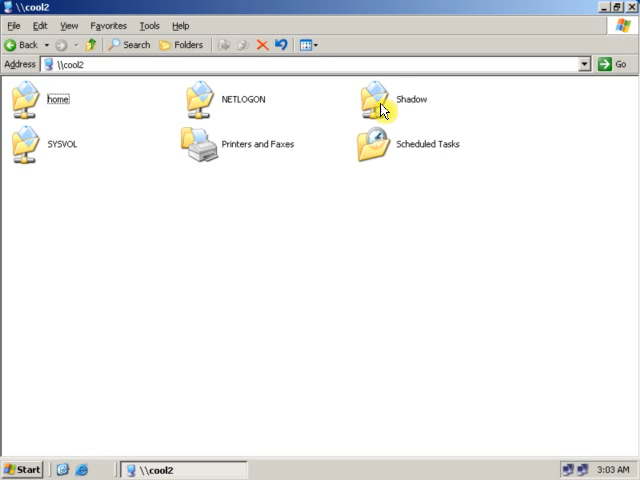 \\cool2
File Edit View Favorites Tools Help
Back Search Folders
Address \\cool2 Go
home NETLOGON Shadow
SYSVOL Printers and Faxes Scheduled Tasks
Start \\cool2 3:03 AM